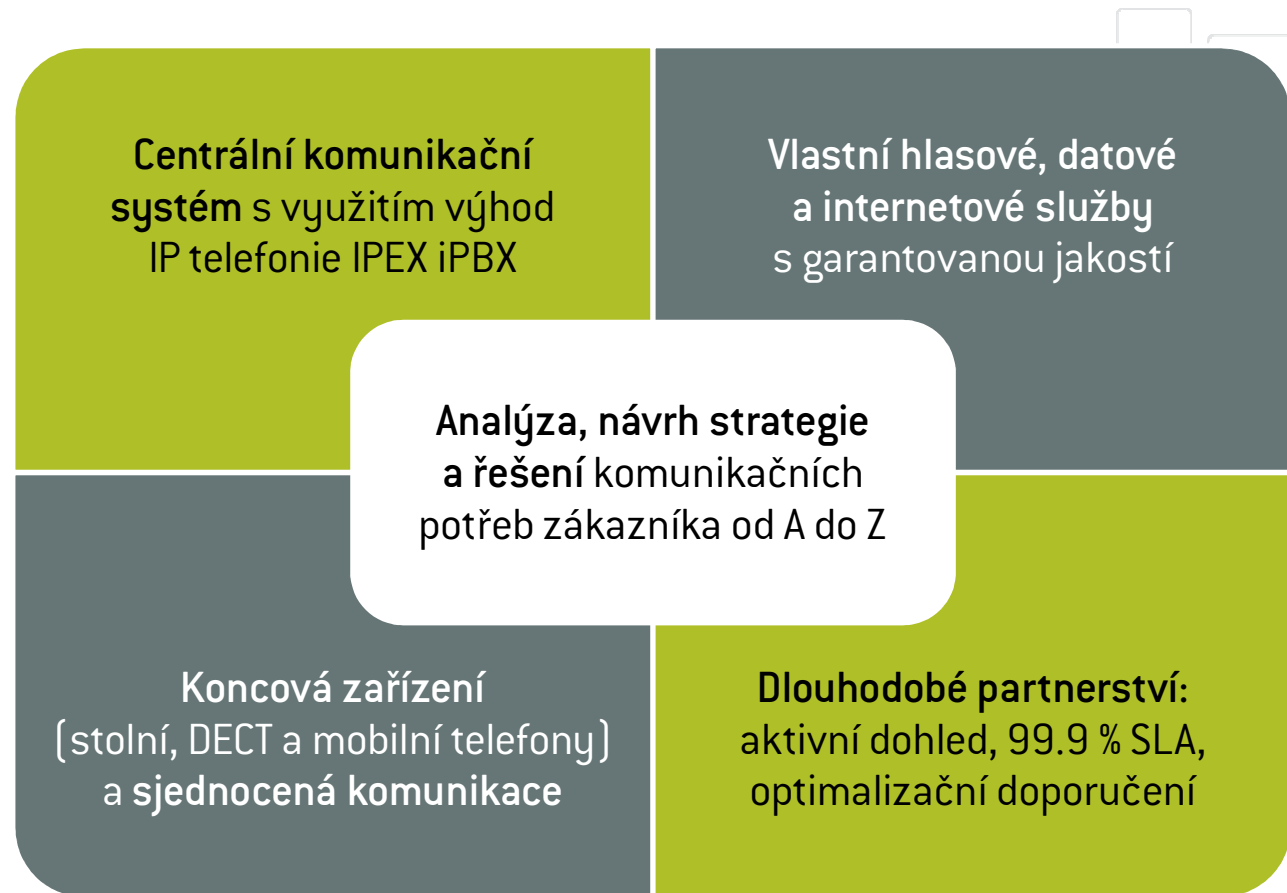 Centrální komunikační
systém s využitím výhod
IP telefonie IPEX iPBX
Vlastní hlasové, datové
a internetové služby
s garantovanou jakostí
Analýza, návrh strategie
a řešení komunikačních
potřeb zákazníka od A do Z
Koncová zařízení
(stolní, DECT a mobilní telefony)
a sjednocená komunikace
Dlouhodobé partnerství:
aktivní dohled, 99.9 % SLA,
optimalizační doporučení